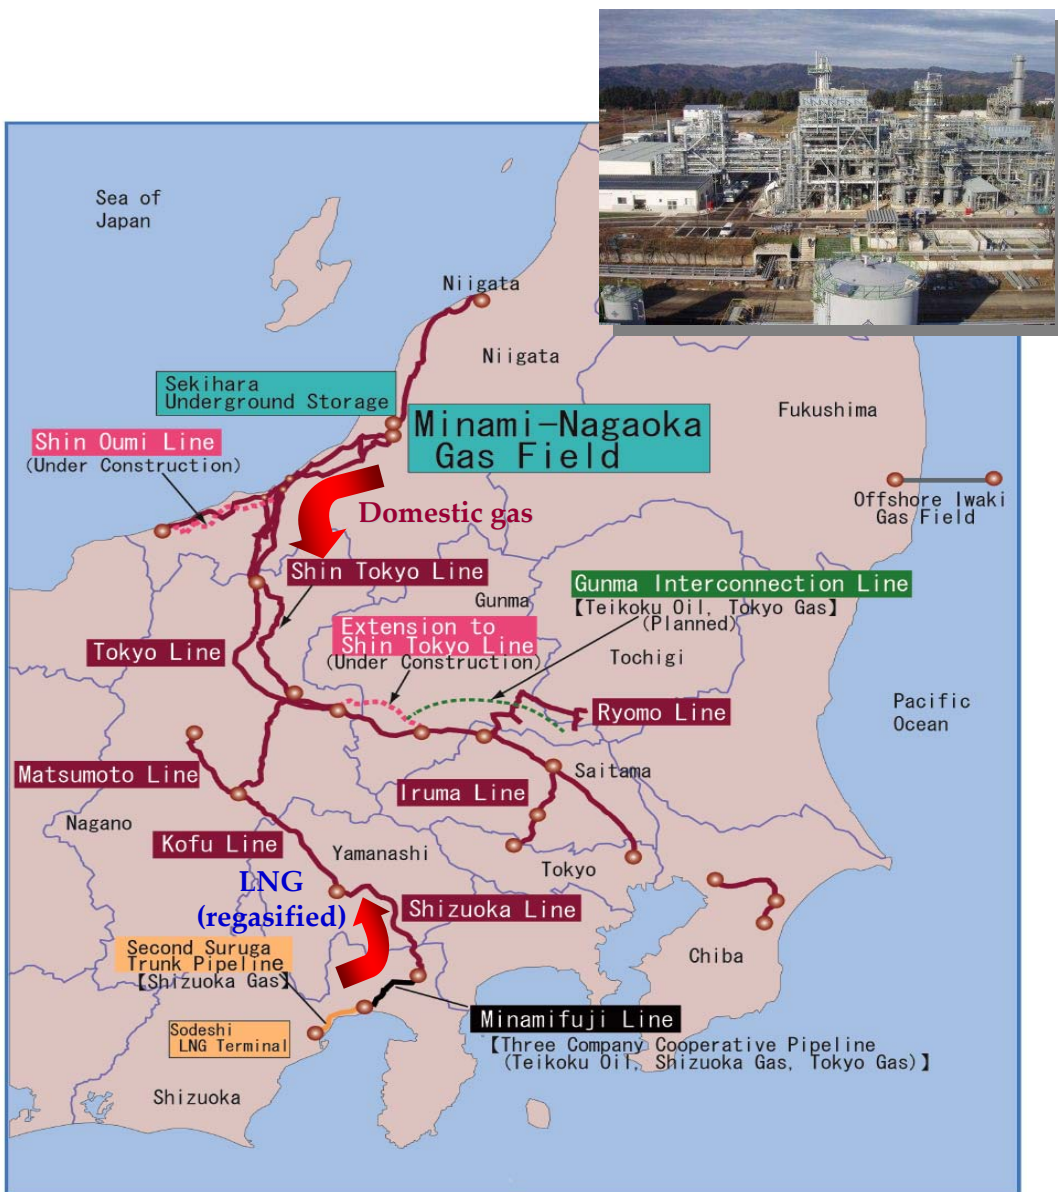 Sea of
Japan
Niigata
Niigata
Sekihara
Underground Storage
Fukushima
Minami-Nagaoka
Gas Field
Shin Oumi Line
(Under Construction)
Offshore Iwaki
Gas Field
Domestic gas
Shin Tokyo Line
Gunma Interconnection Line
【Teikoku Oil, Tokyo Gas】
(Planned)
Gunma
Extension to
Shin Tokyo Line
(Under Construction)
Tochigi
Tokyo Line
Pacific
Ocean
Ryomo Line
Matsumoto Line
Saitama
Iruma Line
Nagano
Kofu Line
Yamanashi
Tokyo
LNG
(regasified)
Shizuoka Line
Second Suruga
Trunk Pipeline
【Shizuoka Gas】
Chiba
Minamifuji Line
【Three Company Cooperative Pipeline
(Teikoku Oil, Shizuoka Gas, Tokyo Gas)】
Sodeshi
LNG Terminal
Shizuoka